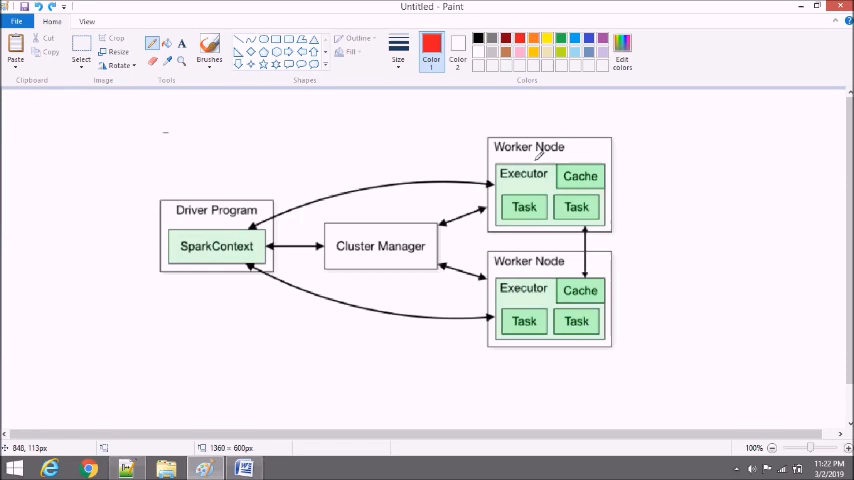 Untitled - Paint
File
Home
View
Paste
Cut
Copy
Clipboard
Select
Crop
Resize
Rotate
Image
A
Tools
Brushes
Shapes
Outline
Fill
Size
Color
1
Color
2
Edit
colors
Colors
Driver Program
SparkContext
Cluster Manager
Worker Node
Executor
Cache
Task
Task
Worker Node
Executor
Cache
Task
Task
848, 113px
1360 × 600px
100%
11:22 PM
3/2/2019